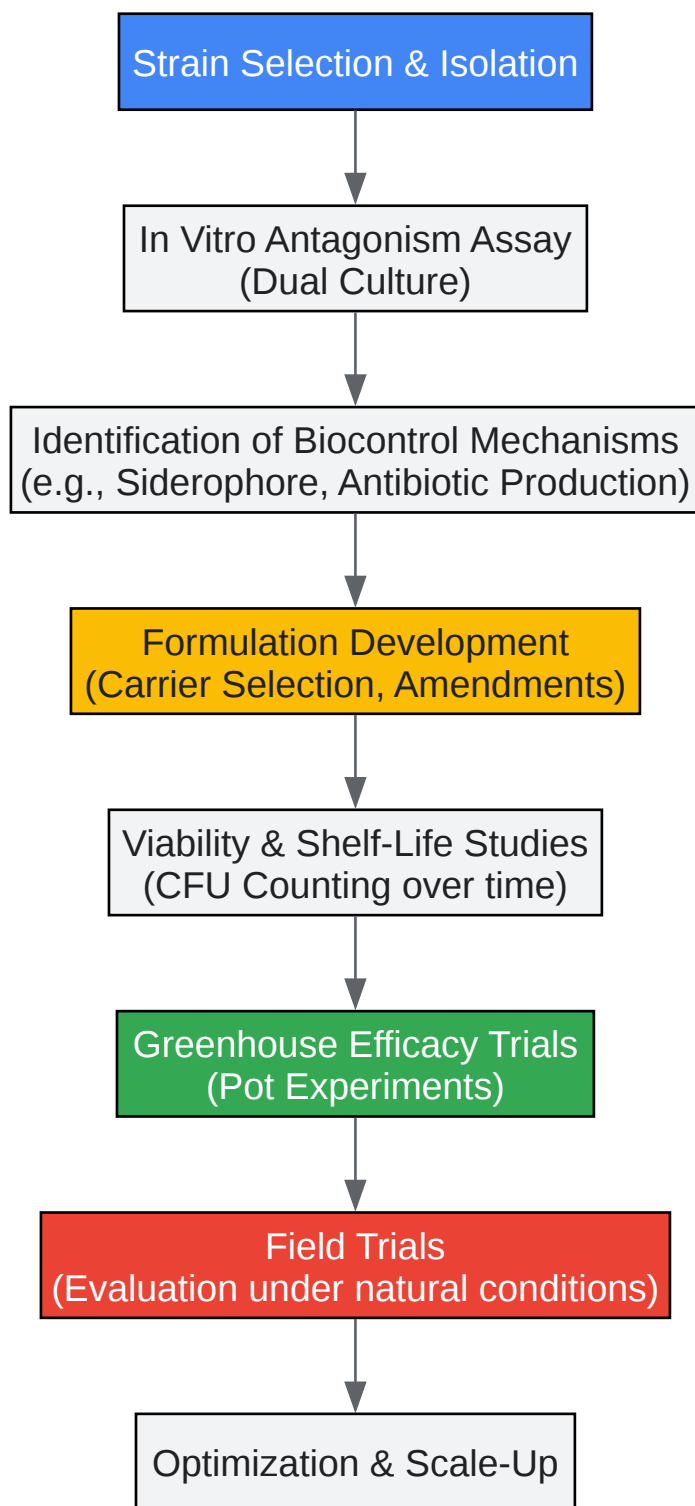 Strain Selection & Isolation
In Vitro Antagonism Assay
(Dual Culture)
Identification of Biocontrol Mechanisms
(e.g., Siderophore, Antibiotic Production)
Formulation Development
(Carrier Selection, Amendments)
Viability & Shelf-Life Studies
(CFU Counting over time)
Greenhouse Efficacy Trials
(Pot Experiments)
Field Trials
(Evaluation under natural conditions)
Optimization & Scale-Up